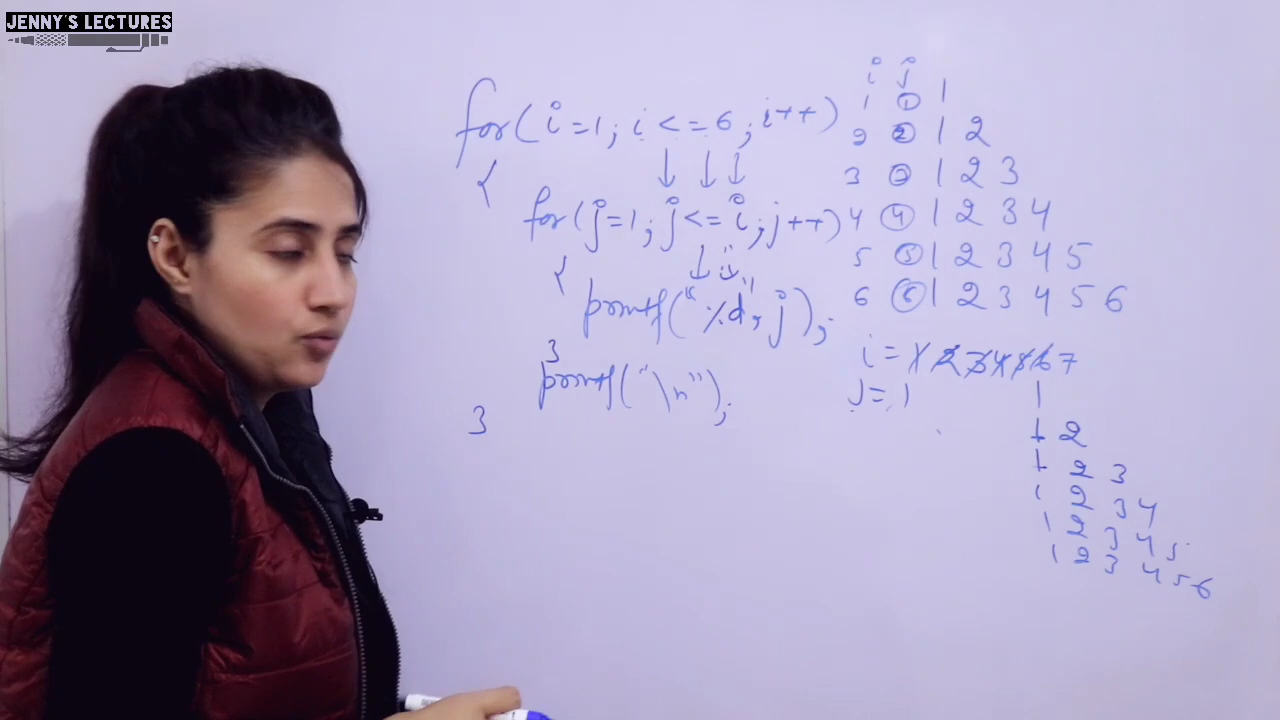 JENNY'S LECTURES
for(i=1; i<=6; i++)
{
for(j=1; j<=i; j++)
{
printf("%d", j);
}
printf("\n");
}
i j
1 1 1
2 2 1 2
3 3 1 2 3
4 4 1 2 3 4
5 5 1 2 3 4 5
6 6 1 2 3 4 5 6
i = 1 2 3 4 5 6 7
J = 1
1
1 2
1 2 3
1 2 3 4
1 2 3 4 5
1 2 3 4 5 6